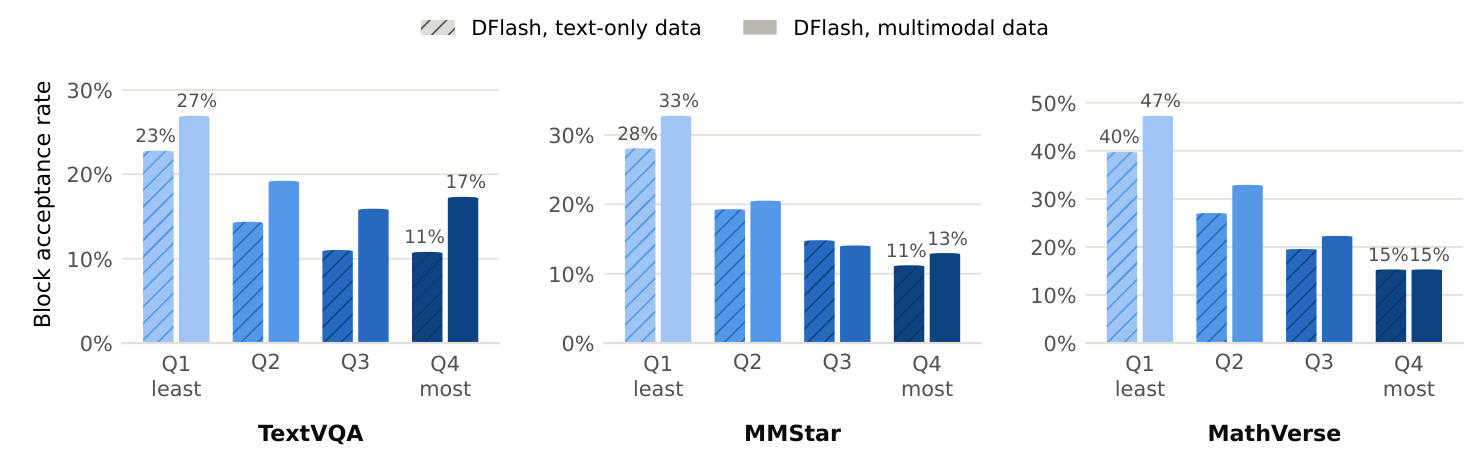 DFlash, text-only data
DFlash, multimodal data
Block acceptance rate
30%
20%
10%
0%
23%
27%
11%
17%
Q1
least
Q2
Q3
Q4
most
TextVQA
30%
20%
10%
0%
28%
33%
11%
13%
Q1
least
Q2
Q3
Q4
most
MMStar
50%
40%
30%
20%
10%
0%
40%
47%
15%
15%
Q1
least
Q2
Q3
Q4
most
MathVerse